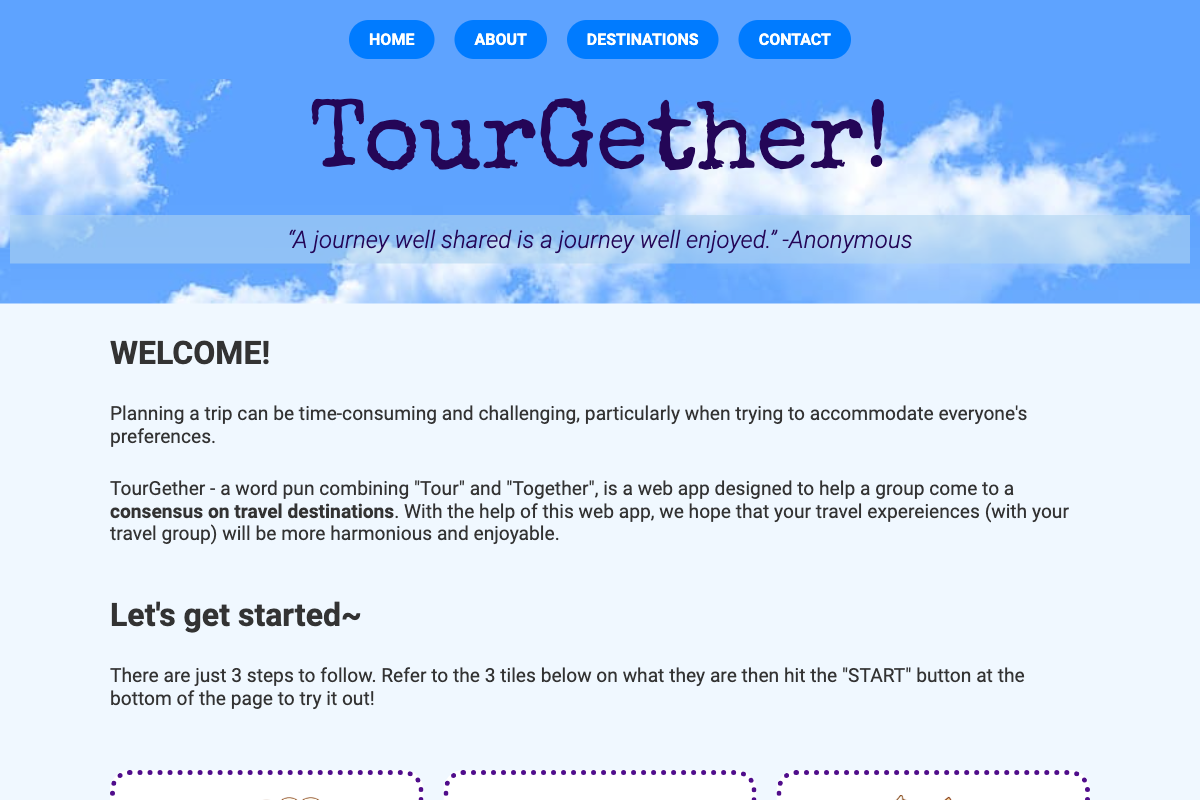 HOME ABOUT DESTINATIONS CONTACT
TourGether!
“A journey well shared is a journey well enjoyed.” -Anonymous
WELCOME!
Planning a trip can be time-consuming and challenging, particularly when trying to accommodate everyone's
preferences.
TourGether - a word pun combining "Tour" and "Together", is a web app designed to help a group come to a
consensus on travel destinations. With the help of this web app, we hope that your travel expereiences (with your
travel group) will be more harmonious and enjoyable.
Let's get started~
There are just 3 steps to follow. Refer to the 3 tiles below on what they are then hit the "START" button at the
bottom of the page to try it out!